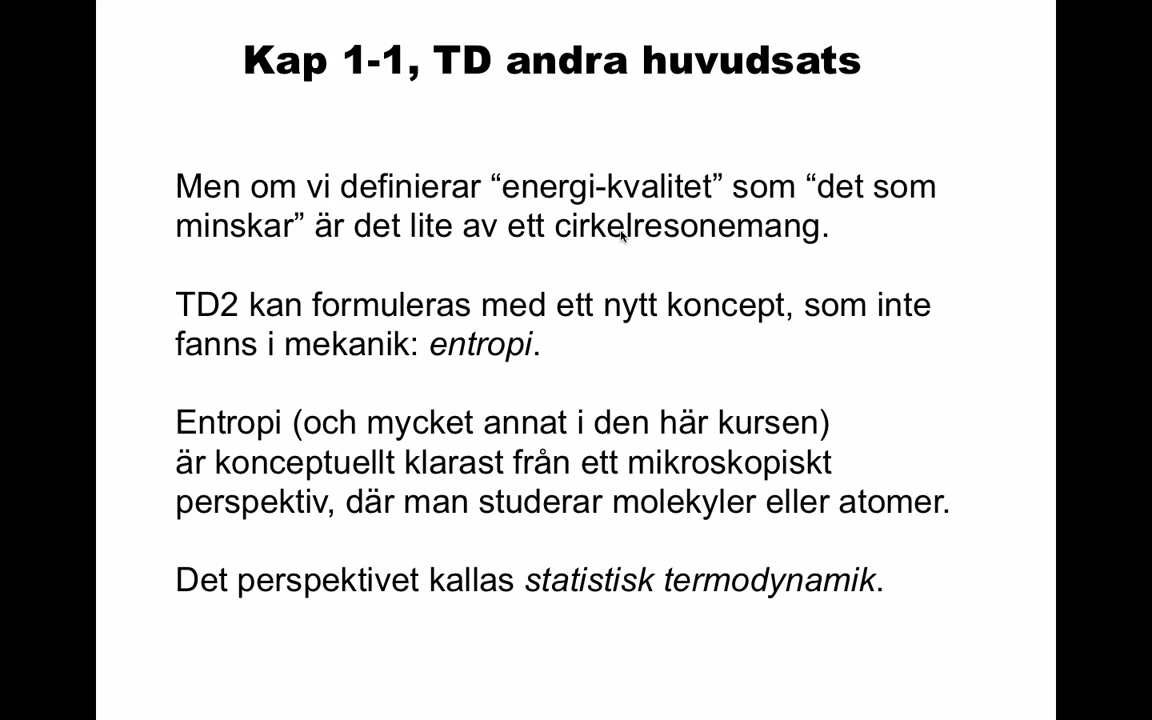 Kap 1-1, TD andra huvudsats
Men om vi definierar “energi-kvalitet” som “det som
minskar” är det lite av ett cirkelresonemang.
TD2 kan formuleras med ett nytt koncept, som inte
fanns i mekanik: entropi.
Entropi (och mycket annat i den här kursen)
är konceptuellt klarast från ett mikroskopiskt
perspektiv, där man studerar molekyler eller atomer.
Det perspektivet kallas statistisk termodynamik.